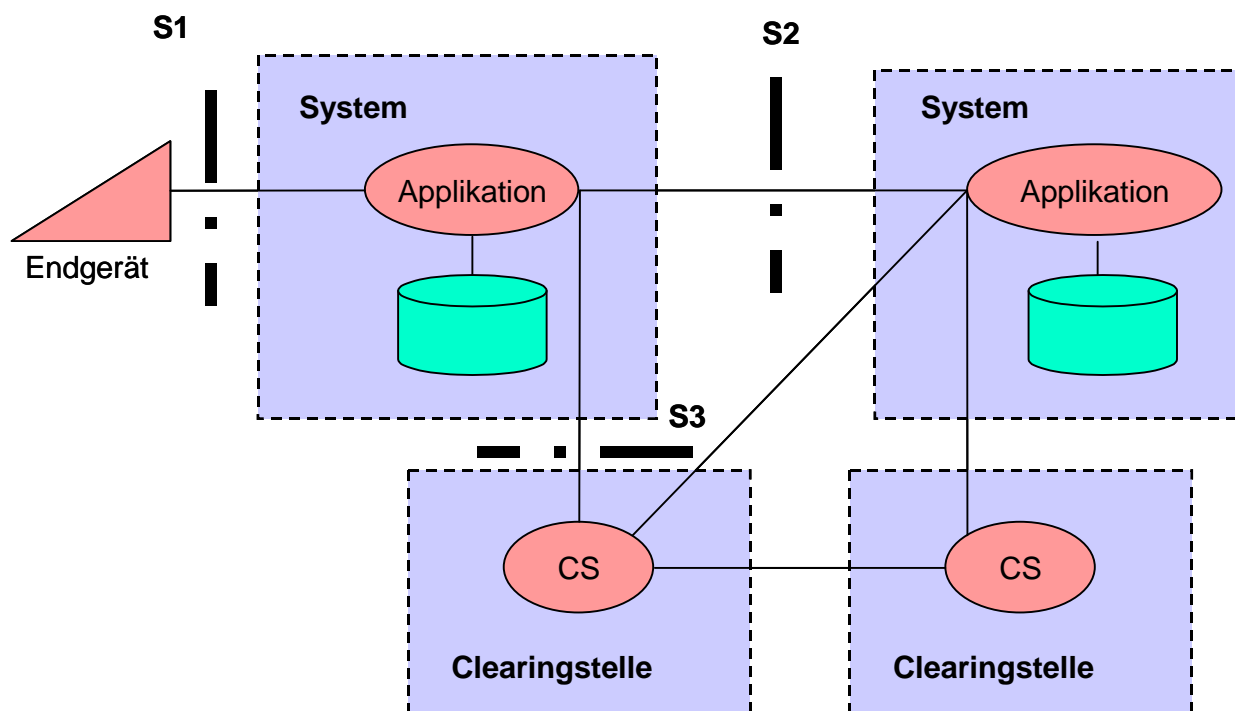 S1
S2
System
System
Applikation
Applikation
Endgerät
S3
CS
CS
Clearingstelle
Clearingstelle